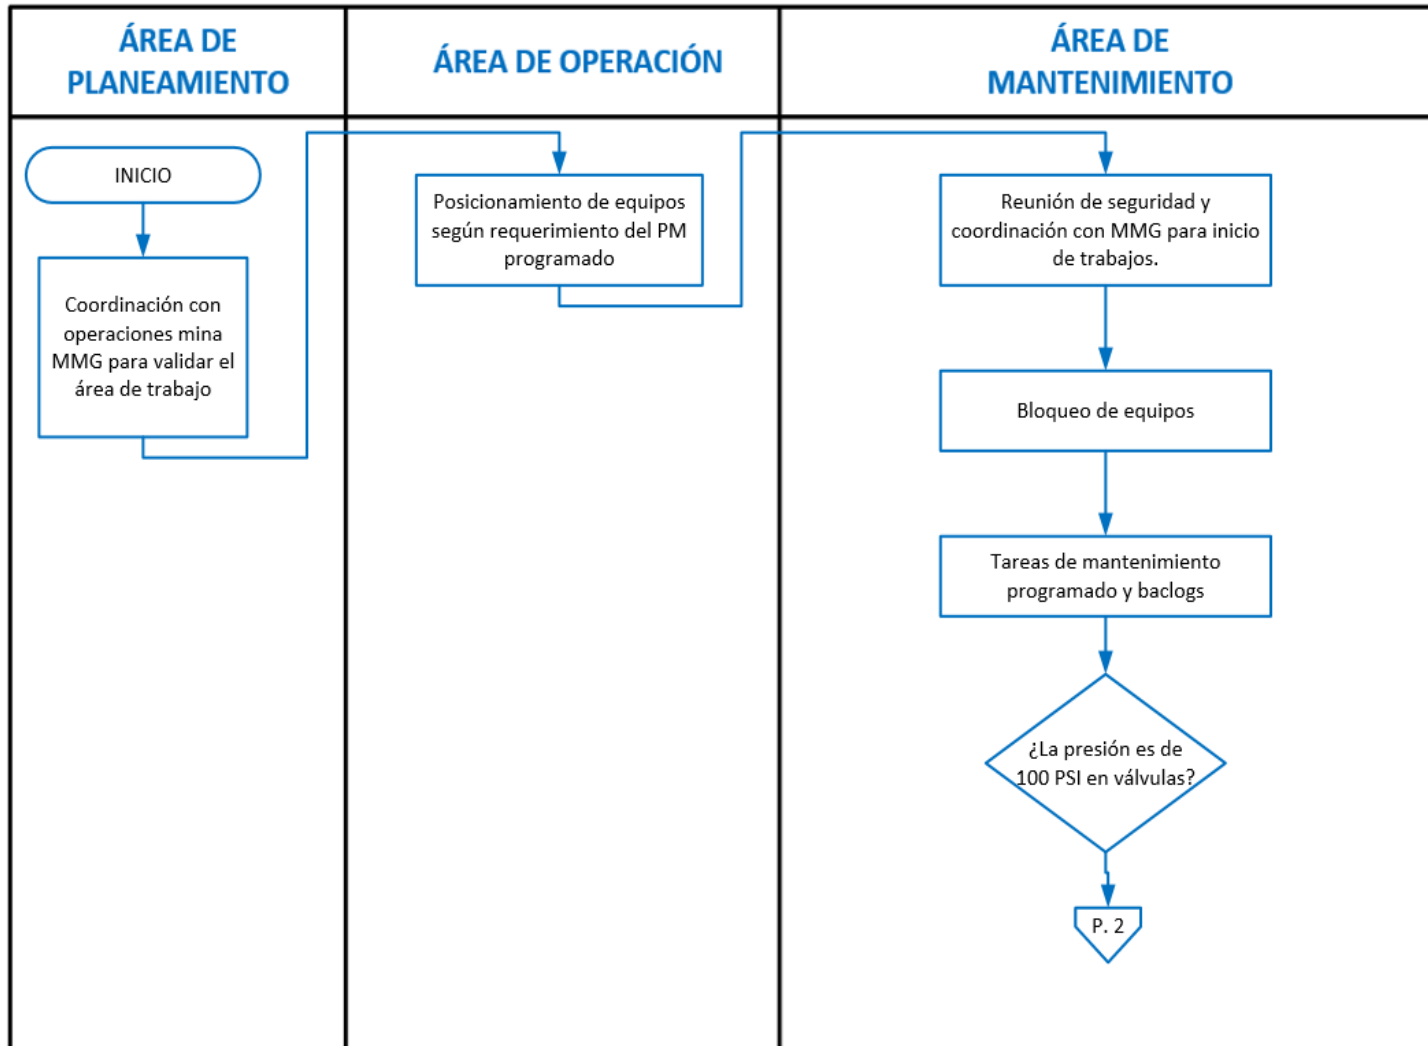 ÁREA DE
PLANEAMIENTO
ÁREA DE OPERACIÓN
ÁREA DE
MANTENIMIENTO
INICIO
Coordinación con
operaciones mina
MMG para validar el
área de trabajo
Posicionamiento de equipos
según requerimiento del PM
programado
Reunión de seguridad y
coordinación con MMG para inicio
de trabajos.
Bloqueo de equipos
Tareas de mantenimiento
programado y baclogs
¿La presión es de
100 PSI en válvulas?
P. 2